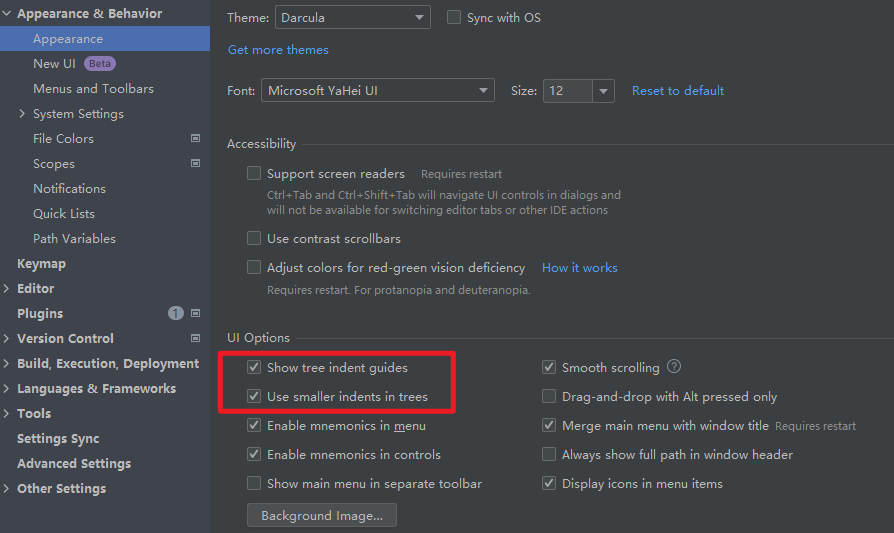 Appearance & Behavior
Appearance
New UI Beta
Menus and Toolbars
System Settings
File Colors
Scopes
Notifications
Quick Lists
Path Variables
Keymap
Editor
Plugins 1
Version Control
Build, Execution, Deployment
Languages & Frameworks
Tools
Settings Sync
Advanced Settings
Other Settings
Theme: Darcula Sync with OS
Get more themes
Font: Microsoft YaHei UI Size: 12 Reset to default
Accessibility
Support screen readers Requires restart
Ctrl+Tab and Ctrl+Shift+Tab will navigate UI controls in dialogs and
will not be available for switching editor tabs or other IDE actions
Use contrast scrollbars
Adjust colors for red-green vision deficiency How it works
Requires restart. For protanopia and deuteranopia.
UI Options
Show tree indent guides Smooth scrolling ?
Use smaller indents in trees Drag-and-drop with Alt pressed only
Enable mnemonics in menu Merge main menu with window title Requires restart
Enable mnemonics in controls Always show full path in window header
Show main menu in separate toolbar Display icons in menu items
Background Image...